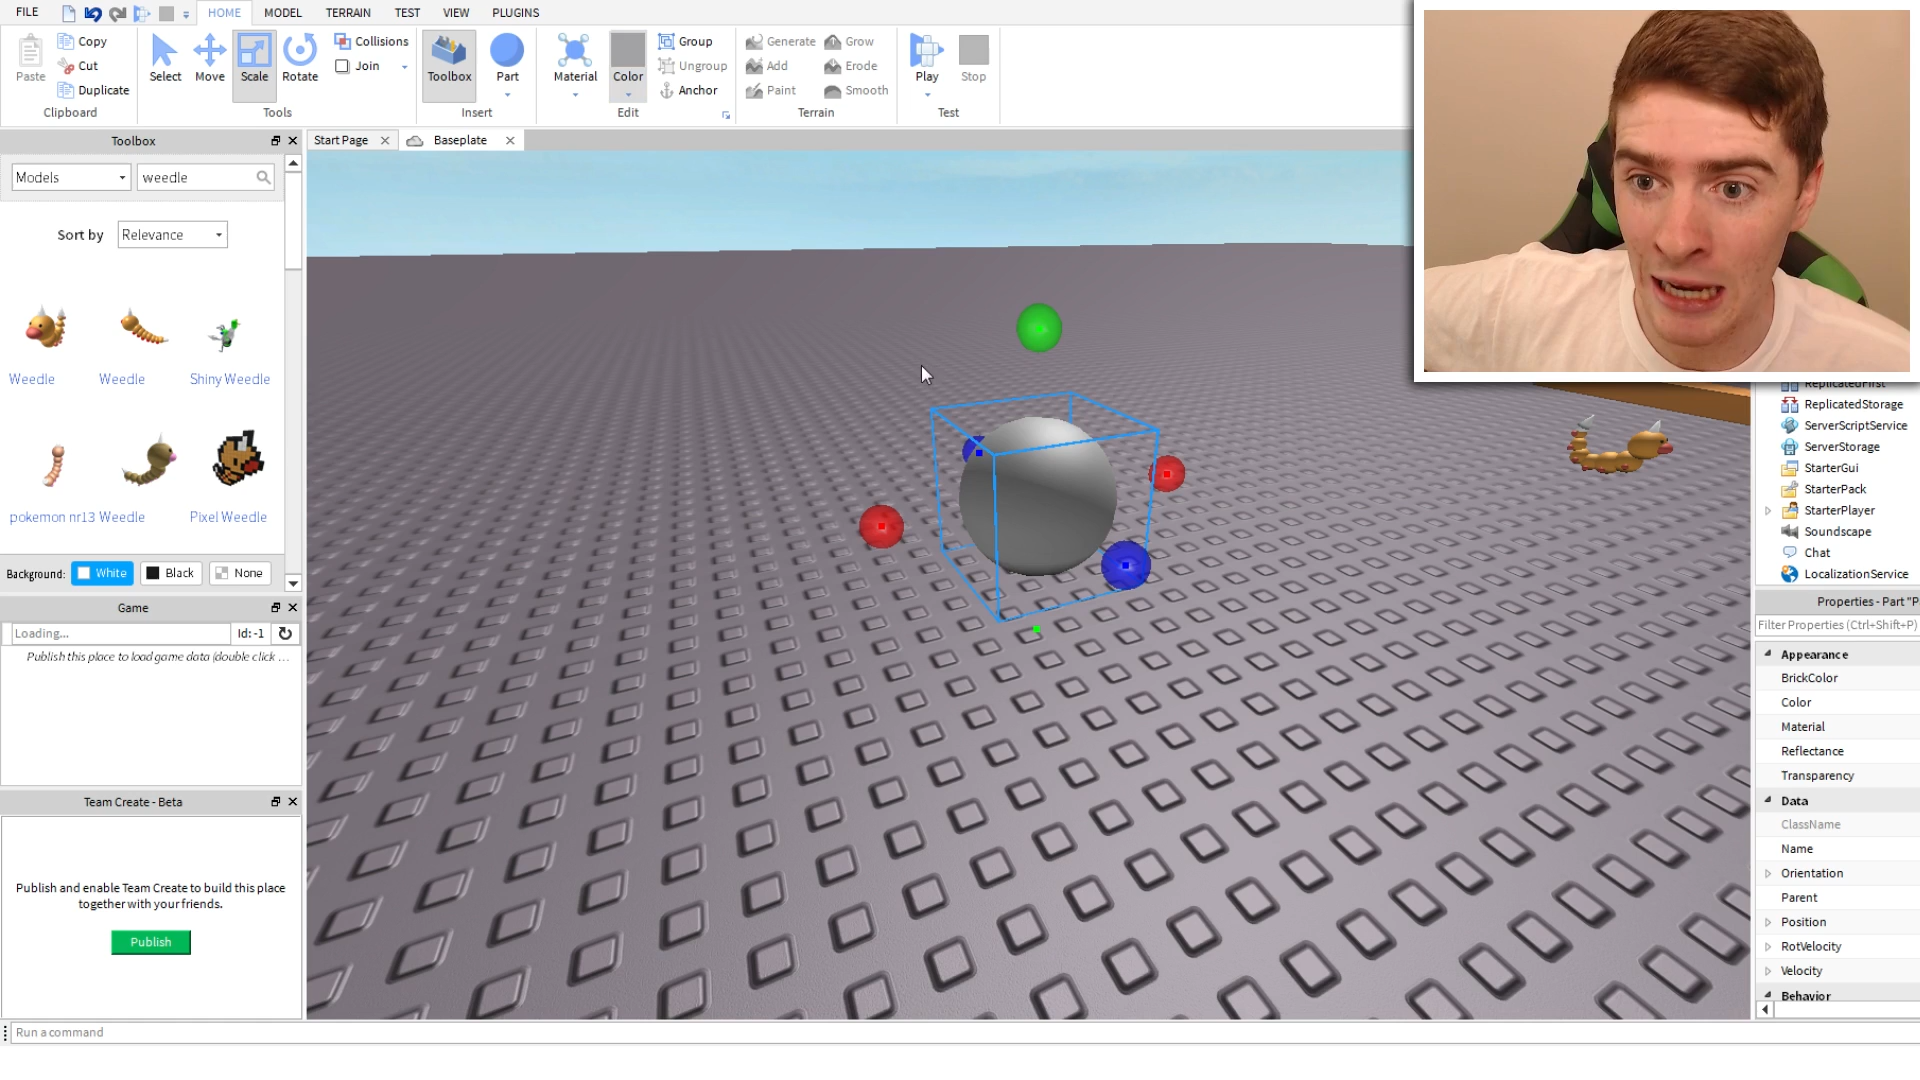 FILE
HOME
MODEL
TERRAIN
TEST
VIEW
PLUGINS
Paste
Copy
Cut
Duplicate
Clipboard
Select
Move
Scale
Rotate
Collisions
Join
Tools
Toolbox
Part
Insert
Material
Color
Group
Ungroup
Anchor
Edit
Generate
Grow
Add
Erode
Paint
Smooth
Terrain
Play
Stop
Test
Toolbox
Start Page
Baseplate
Models
weedle
Sort by
Relevance
Weedle
Weedle
Shiny Weedle
pokemon nr13
Weedle
Pixel Weedle
Background:
White
Black
None
Game
Loading...
Id: -1
Publish this place to load game data (double click ...
Team Create - Beta
Publish and enable Team Create to build this place
together with your friends.
Publish
Run a command
ReplicatedFirst
ReplicatedStorage
ServerScriptService
ServerStorage
StarterGui
StarterPack
StarterPlayer
Soundscape
Chat
LocalizationService
Properties - Part "P
Filter Properties (Ctrl+Shift+P)
Appearance
BrickColor
Color
Material
Reflectance
Transparency
Data
ClassName
Name
Orientation
Parent
Position
RotVelocity
Velocity
Behavior